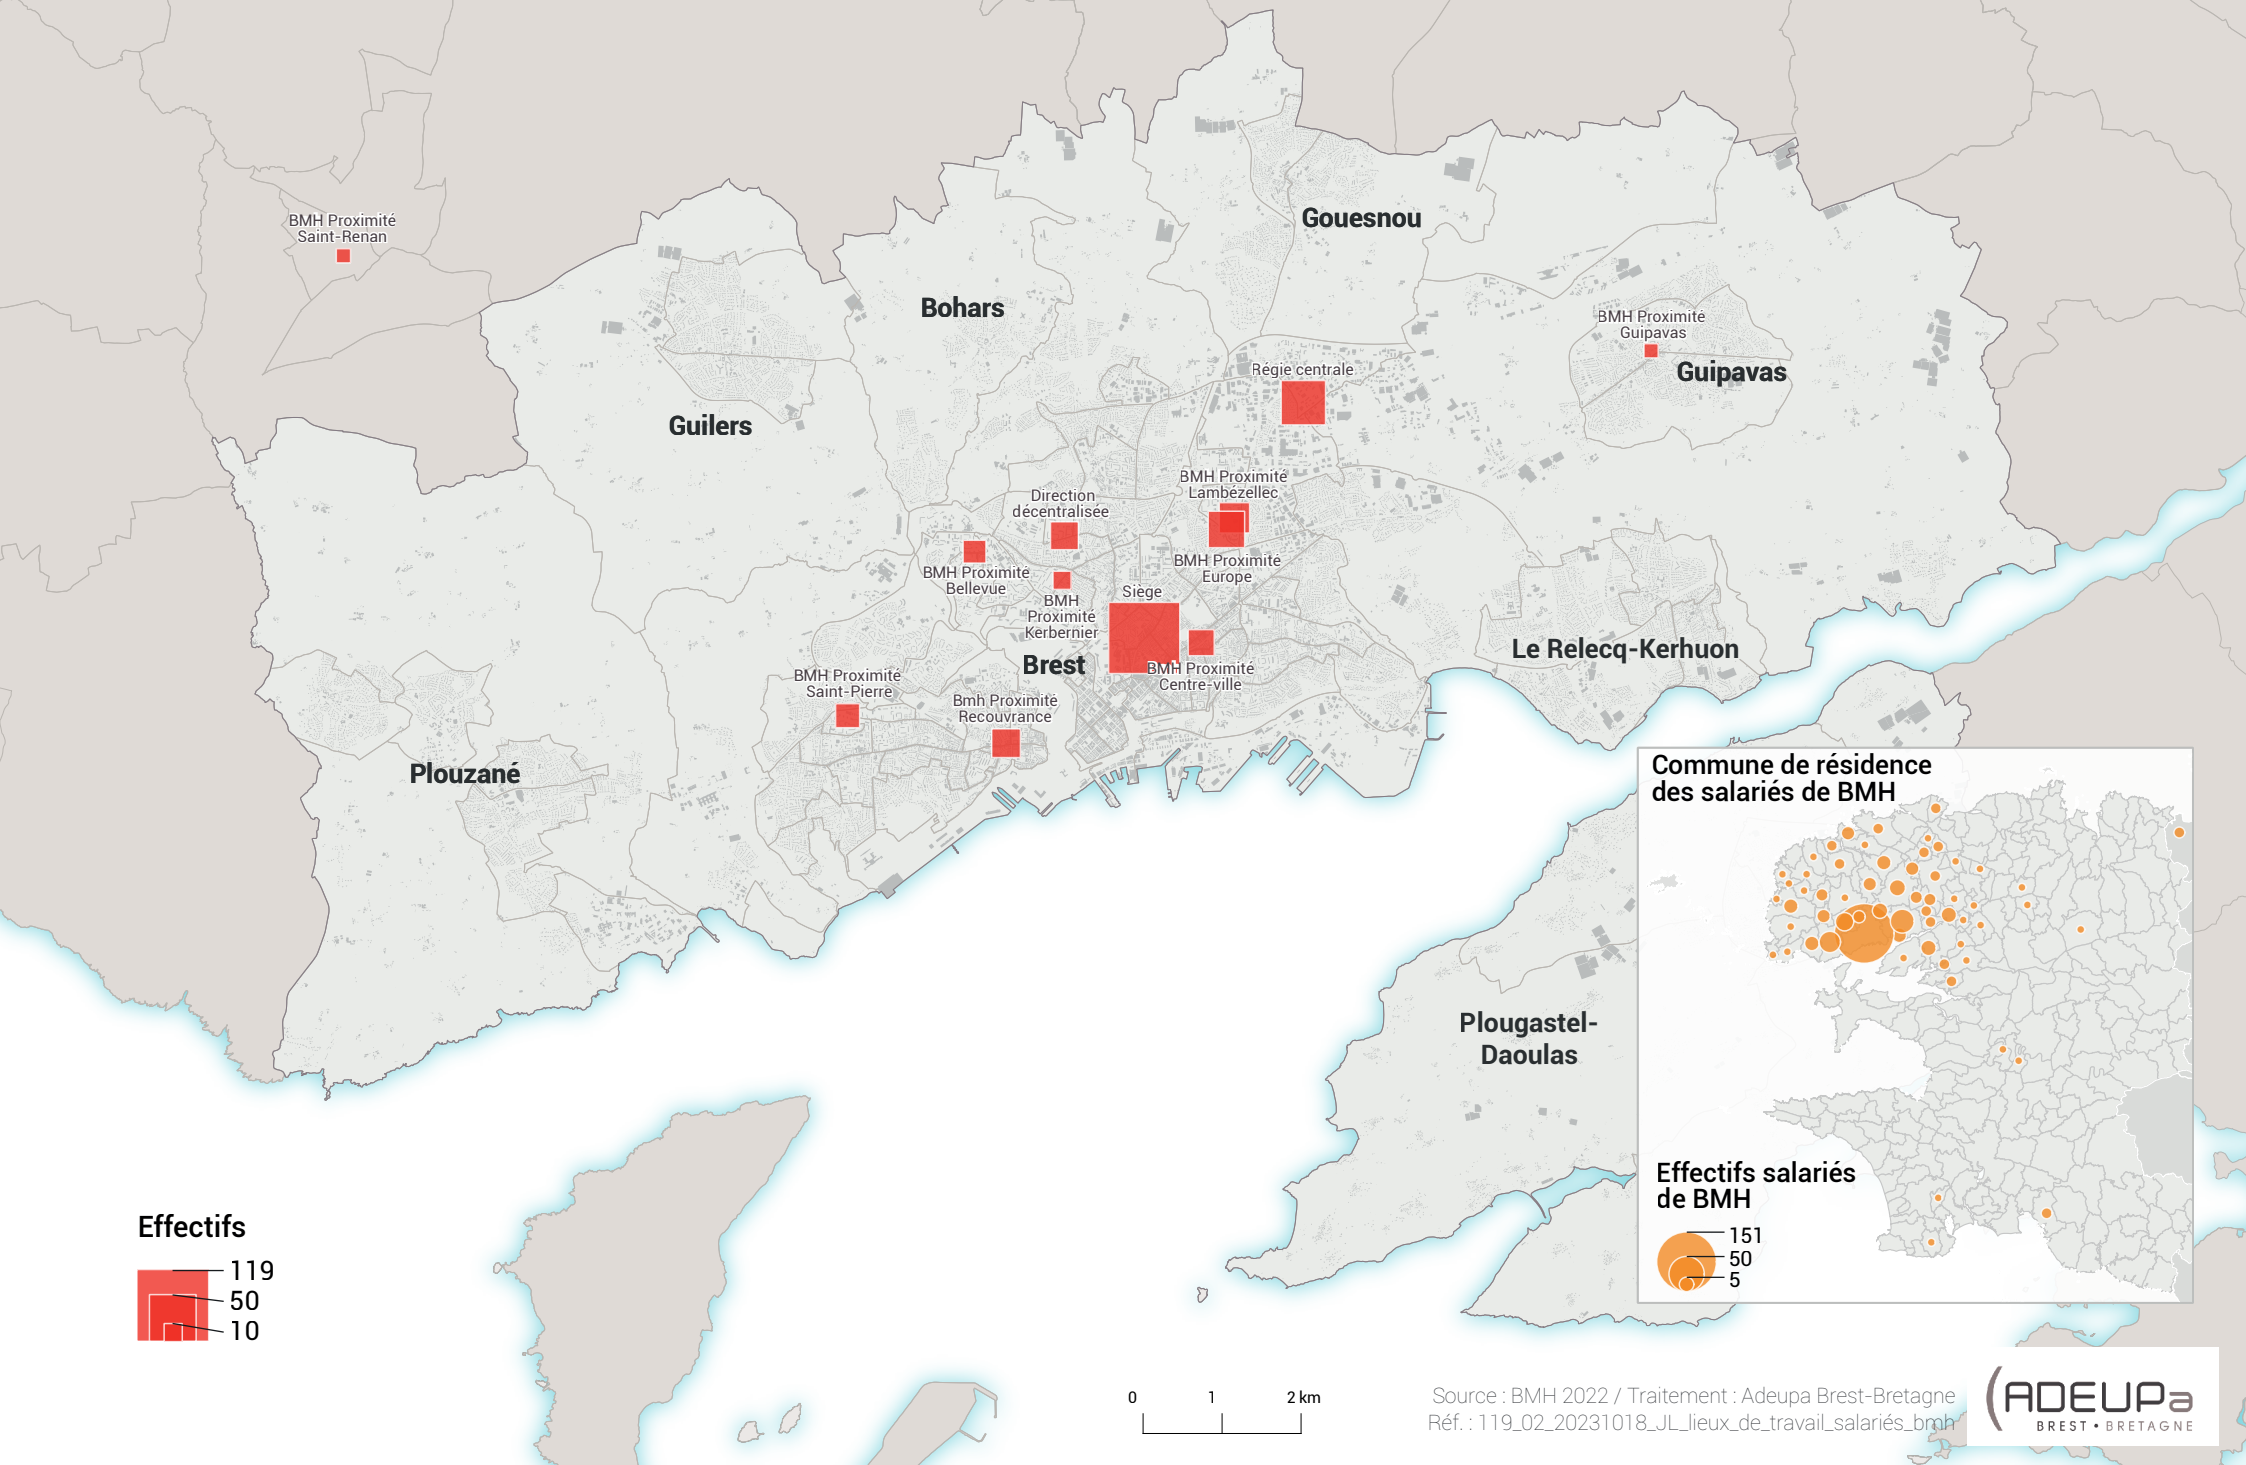 Gouesnou
BMH Proximité
Saint-Renan
Bohars
BMH Proximité
Guipavas
Guipavas
Régie centrale
Guilers
BMH Proximité
Lambézellec
Direction
décentralisée
BMH Proximité
Europe
BMH Proximité
Bellevue
Siège
BMH
Proximité
Kerbernier
Le Relecq-Kerhuon
Brest
BMH Proximité
Centre-ville
BMH Proximité
Saint-Pierre
Bmh Proximité
Recouvrance
Plouzané
Plougastel-
Daoulas
Commune de résidence
des salariés de BMH
Effectifs salariés
de BMH
151
50
5
Effectifs
119
50
10
0 1 2 km
Source : BMH 2022 / Traitement : Adeupa Brest-Bretagne
Réf. : 119_02_20231018_JL_lieux_de_travail_salariés_bmh
ADEUPa
BREST • BRETAGNE